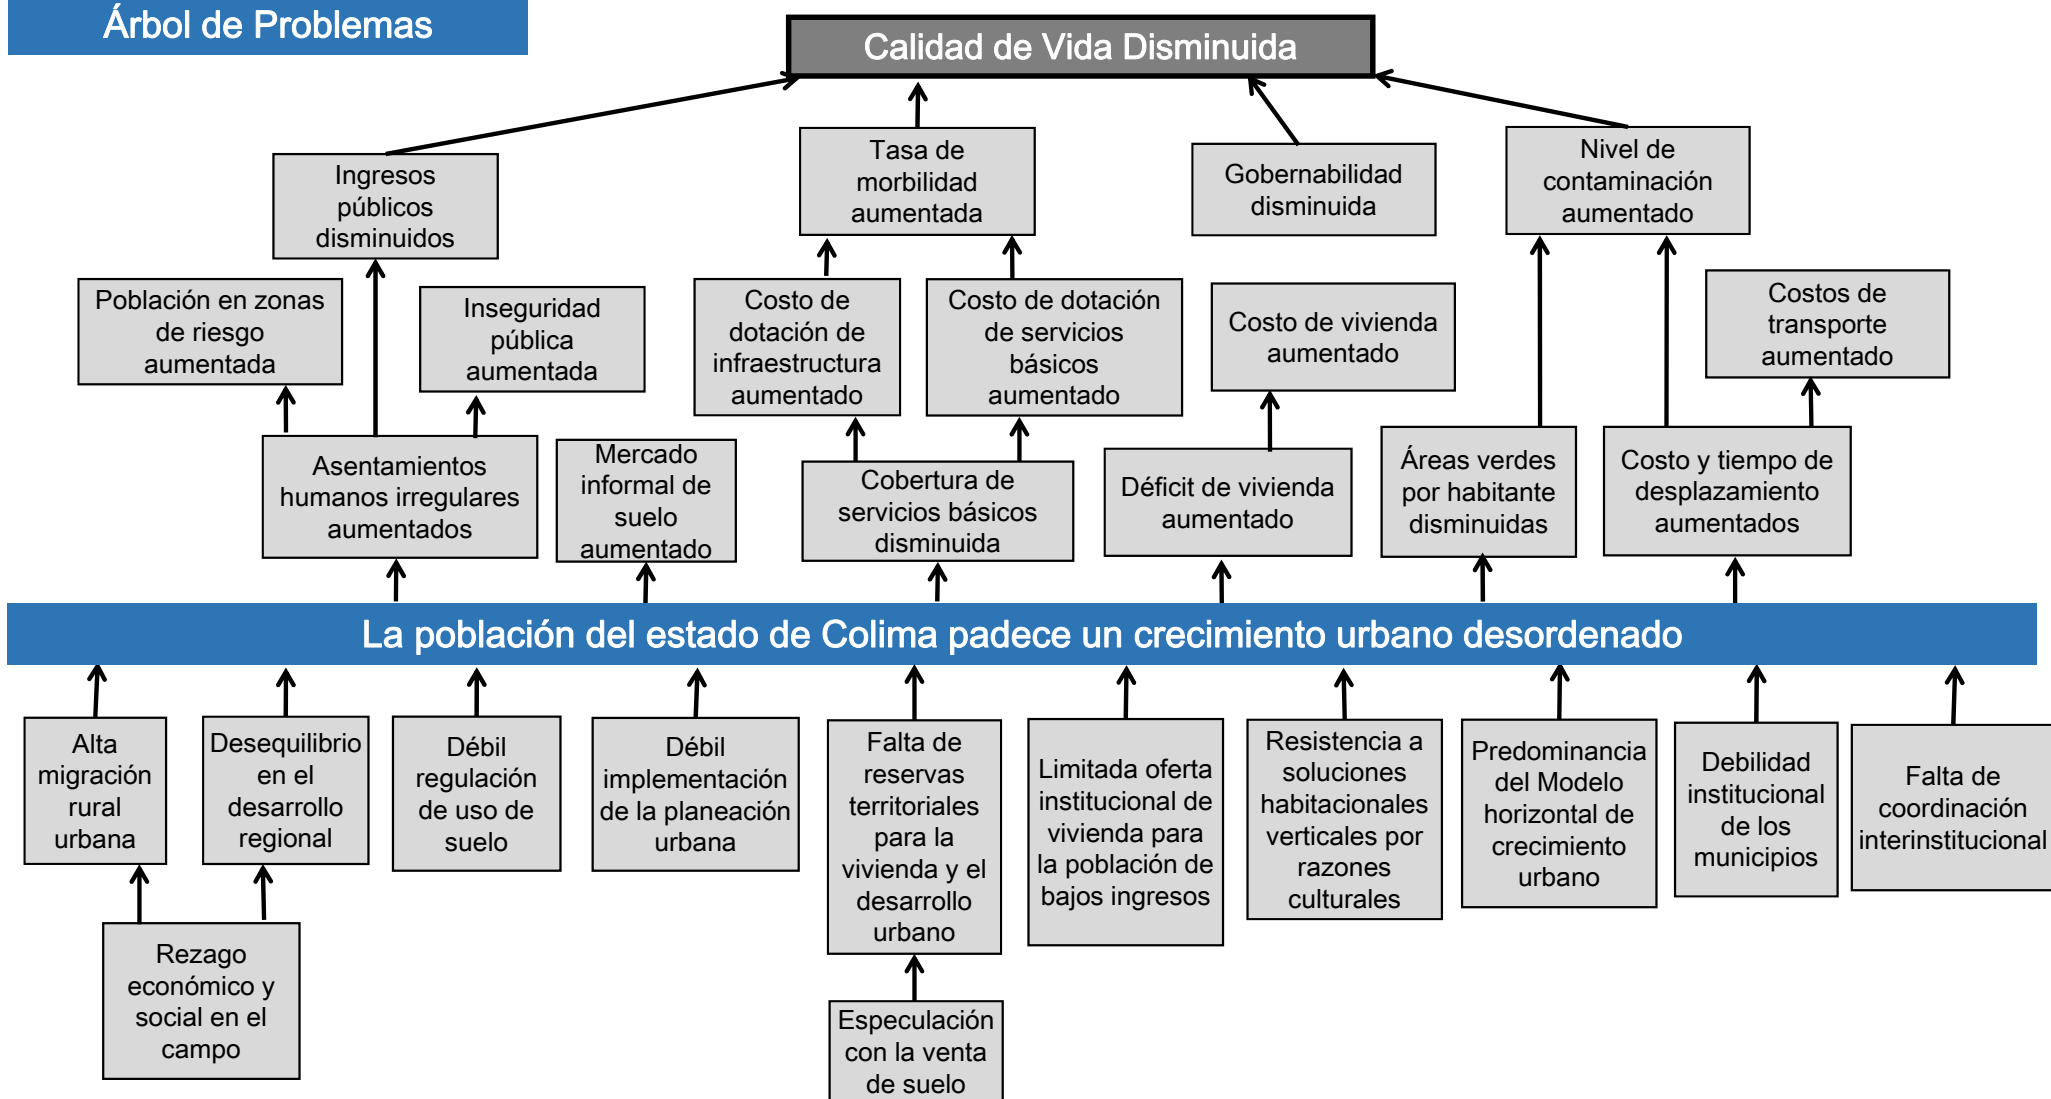 Árbol de Problemas
Calidad de Vida Disminuida
Ingresos
públicos
disminuidos
Tasa de
morbilidad
aumentada
Gobernabilidad
disminuida
Nivel de
contaminación
aumentado
Población en zonas
de riesgo
aumentada
Inseguridad
pública
aumentada
Costo de
dotación de
infraestructura
aumentado
Costo de dotación
de servicios
básicos
aumentado
Costo de vivienda
aumentado
Costos de
transporte
aumentado
Asentamientos
humanos irregulares
aumentados
Mercado
informal de
suelo
aumentado
Cobertura de
servicios básicos
disminuida
Déficit de vivienda
aumentado
Áreas verdes
por habitante
disminuidas
Costo y tiempo de
desplazamiento
aumentados
La población del estado de Colima padece un crecimiento urbano desordenado
Alta
migración
rural
urbana
Desequilibrio
en el
desarrollo
regional
Débil
regulación
de uso de
suelo
Débil
implementación
de la planeación
urbana
Falta de
reservas
territoriales
para la
vivienda y el
desarrollo
urbano
Limitada oferta
institucional de
vivienda para
la población de
bajos ingresos
Resistencia a
soluciones
habitacionales
verticales por
razones
culturales
Predominancia
del Modelo
horizontal de
crecimiento
urbano
Debilidad
institucional
de los
municipios
Falta de
coordinación
interinstitucional
Rezago
económico y
social en el
campo
Especulación
con la venta
de suelo